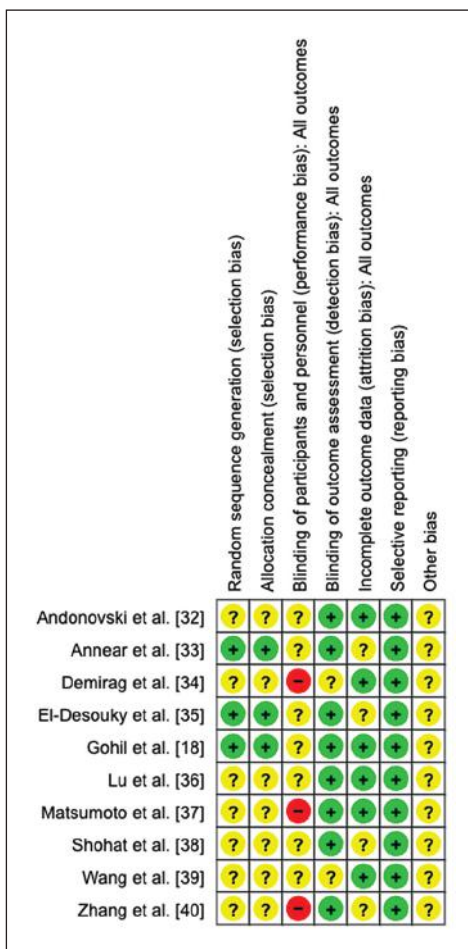 Random sequence generation (selection bias)
Allocation concealment (selection bias)
Blinding of participants and personnel (performance bias): All outcomes
Blinding of outcome assessment (detection bias): All outcomes
Incomplete outcome data (attrition bias): All outcomes
Selective reporting (reporting bias)
Other bias
Andonovski et al. [32] ? ? ? + + + ?
Annear et al. [33] + + ? + ? + ?
Demirag et al. [34] ? ? - ? + + ?
El-Desouky et al. [35] + + ? + ? + ?
Gohil et al. [18] + + ? + + + ?
Lu et al. [36] ? ? ? + + + ?
Matsumoto et al. [37] ? ? - + + + ?
Shohat et al. [38] ? ? ? + ? + ?
Wang et al. [39] ? ? ? ? + + ?
Zhang et al. [40] ? ? - + ? + ?